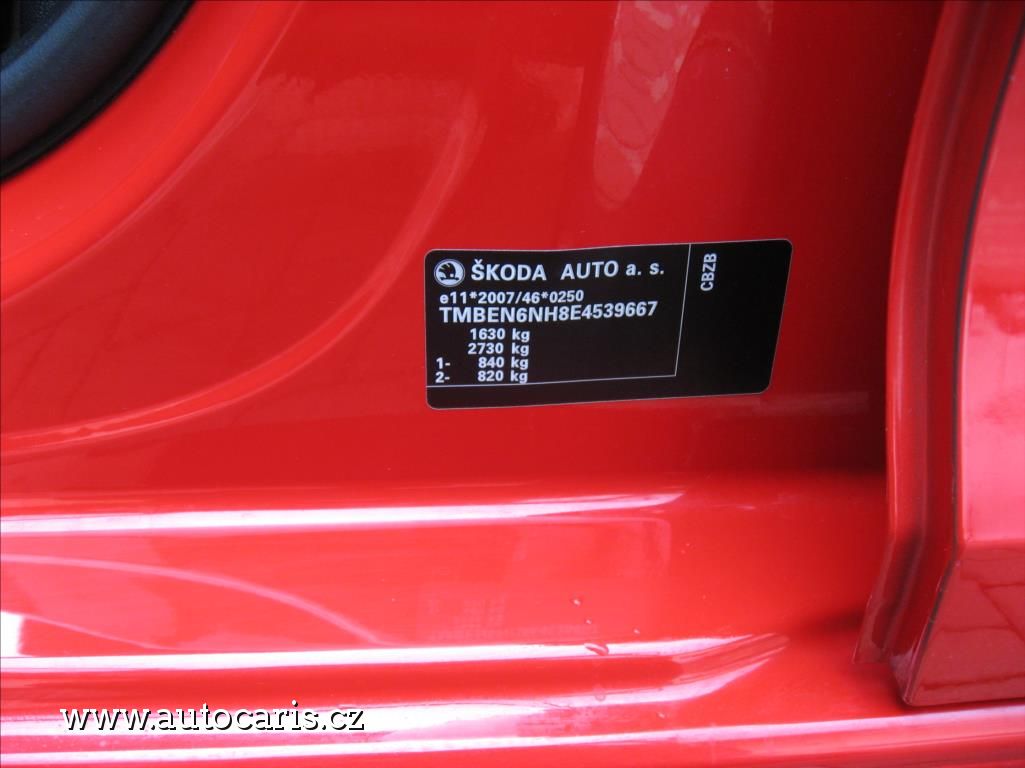 ŠKODA AUTO a. s.
e11*2007/46*0250
TMBEN6NH8E4539667
1630 kg
2730 kg
1- 840 kg
2- 820 kg
CBZB
www.autocaris.cz